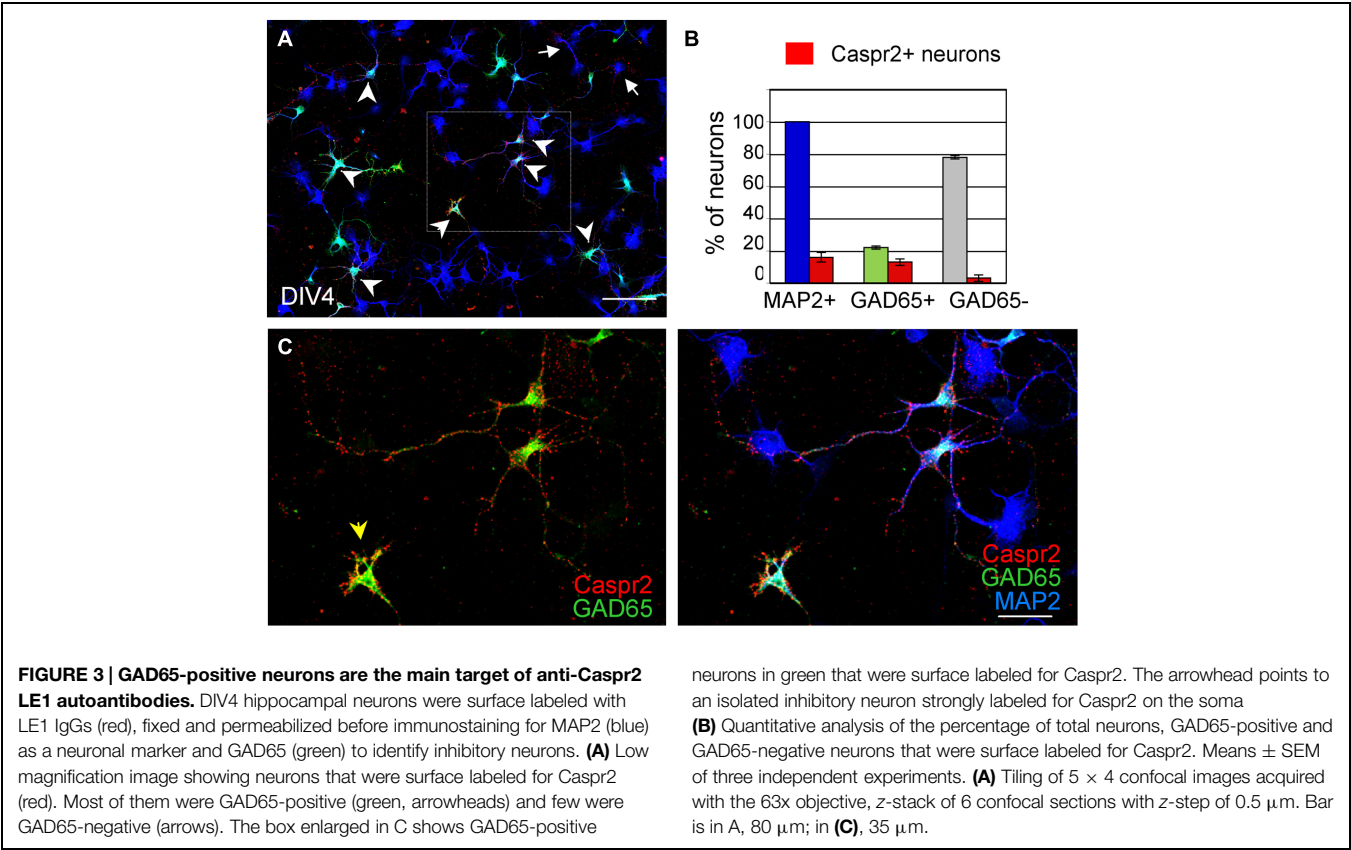 A
DIV4
B
Caspr2+ neurons
% of neurons
100
80
60
40
20
0
MAP2+ GAD65+ GAD65-
C
Caspr2
GAD65
Caspr2
GAD65
MAP2
FIGURE 3 | GAD65-positive neurons are the main target of anti-Caspr2
LE1 autoantibodies. DIV4 hippocampal neurons were surface labeled with
LE1 IgGs (red), fixed and permeabilized before immunostaining for MAP2 (blue)
as a neuronal marker and GAD65 (green) to identify inhibitory neurons. (A) Low
magnification image showing neurons that were surface labeled for Caspr2
(red). Most of them were GAD65-positive (green, arrowheads) and few were
GAD65-negative (arrows). The box enlarged in C shows GAD65-positive
neurons in green that were surface labeled for Caspr2. The arrowhead points to
an isolated inhibitory neuron strongly labeled for Caspr2 on the soma
(B) Quantitative analysis of the percentage of total neurons, GAD65-positive and
GAD65-negative neurons that were surface labeled for Caspr2. Means ± SEM
of three independent experiments. (A) Tiling of 5 × 4 confocal images acquired
with the 63x objective, z-stack of 6 confocal sections with z-step of 0.5 μm. Bar
is in A, 80 μm; in (C), 35 μm.